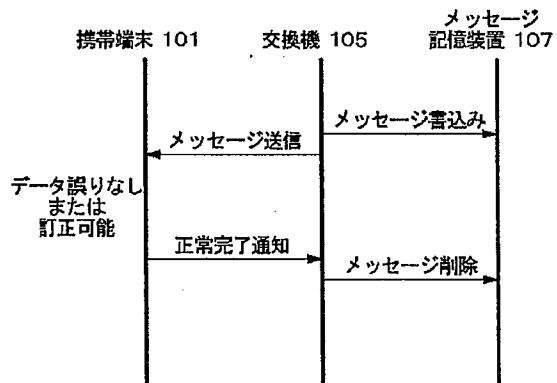 携帯端末 101
交換機 105
メッセージ
記憶装置 107
メッセージ書込み
メッセージ送信
データ誤りなし
または
訂正可能
正常完了通知
メッセージ削除